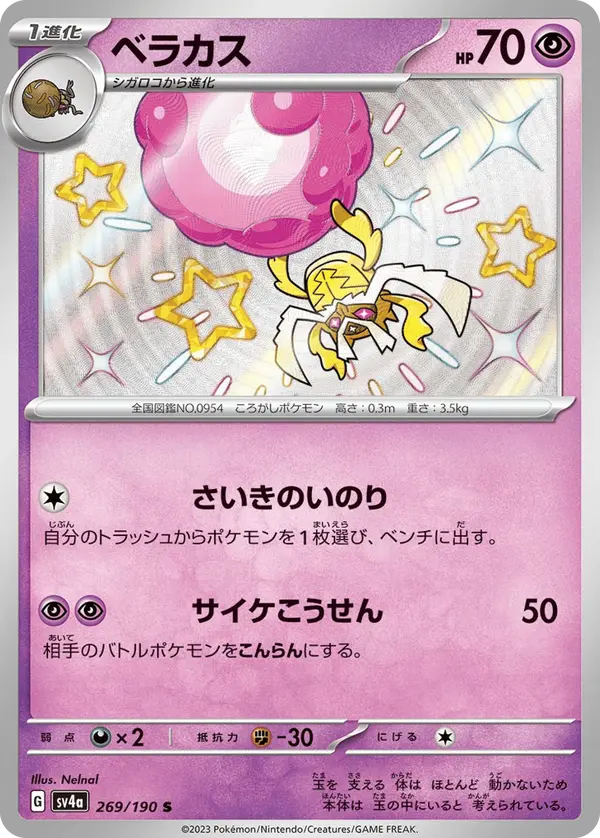 1進化
ベラカス
HP70
シガロコから進化
全国図鑑NO.0954 ころがしポケモン 高さ:0.3m 重さ:3.5kg
さいきのいのり
自分のトラッシュからポケモンを1枚選び、ベンチに出す。
サイケこうせん 50
相手のバトルポケモンをこんらんにする。
弱点 ×2 抵抗力 -30 にげる
Illus. Nelnal
G sv4a 269/190 S
玉を 支える 体は ほとんど 動かないため
本体は 玉の中にいると 考えられている。
©2023 Pokémon/Nintendo/Creatures/GAME FREAK.